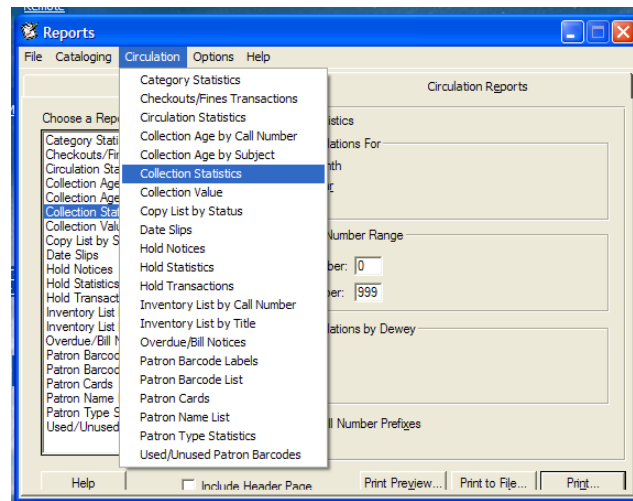 Remote
Reports
File Cataloging Circulation Options Help
Circulation Reports
Category Statistics
Checkouts/Fines Transactions
Circulation Statistics
Collection Age by Call Number
Collection Age by Subject
Collection Statistics
Collection Value
Copy List by Status
Date Slips
Hold Notices
Hold Statistics
Hold Transactions
Inventory List by Call Number
Inventory List by Title
Overdue/Bill Notices
Patron Barcode Labels
Patron Barcode List
Patron Cards
Patron Name List
Patron Type Statistics
Used/Unused Patron Barcodes
Choose a Repo
Category Stati
Checkouts/Fin
Circulation Sta
Collection Age
Collection Age
Collection Stat
Collection Valu
Copy List by S
Date Slips
Hold Notices
Hold Statistics
Hold Transact
Inventory List
Inventory List
Overdue/Bill N
Patron Barcod
Patron Barcod
Patron Cards
Patron Name L
Patron Type S
Used/Unused
istics
lations For
nth
Number Range
ber: 0
ber: 999
lations by Dewey
ll Number Prefixes
Help Include Header Page Print Preview... Print to File... Print...